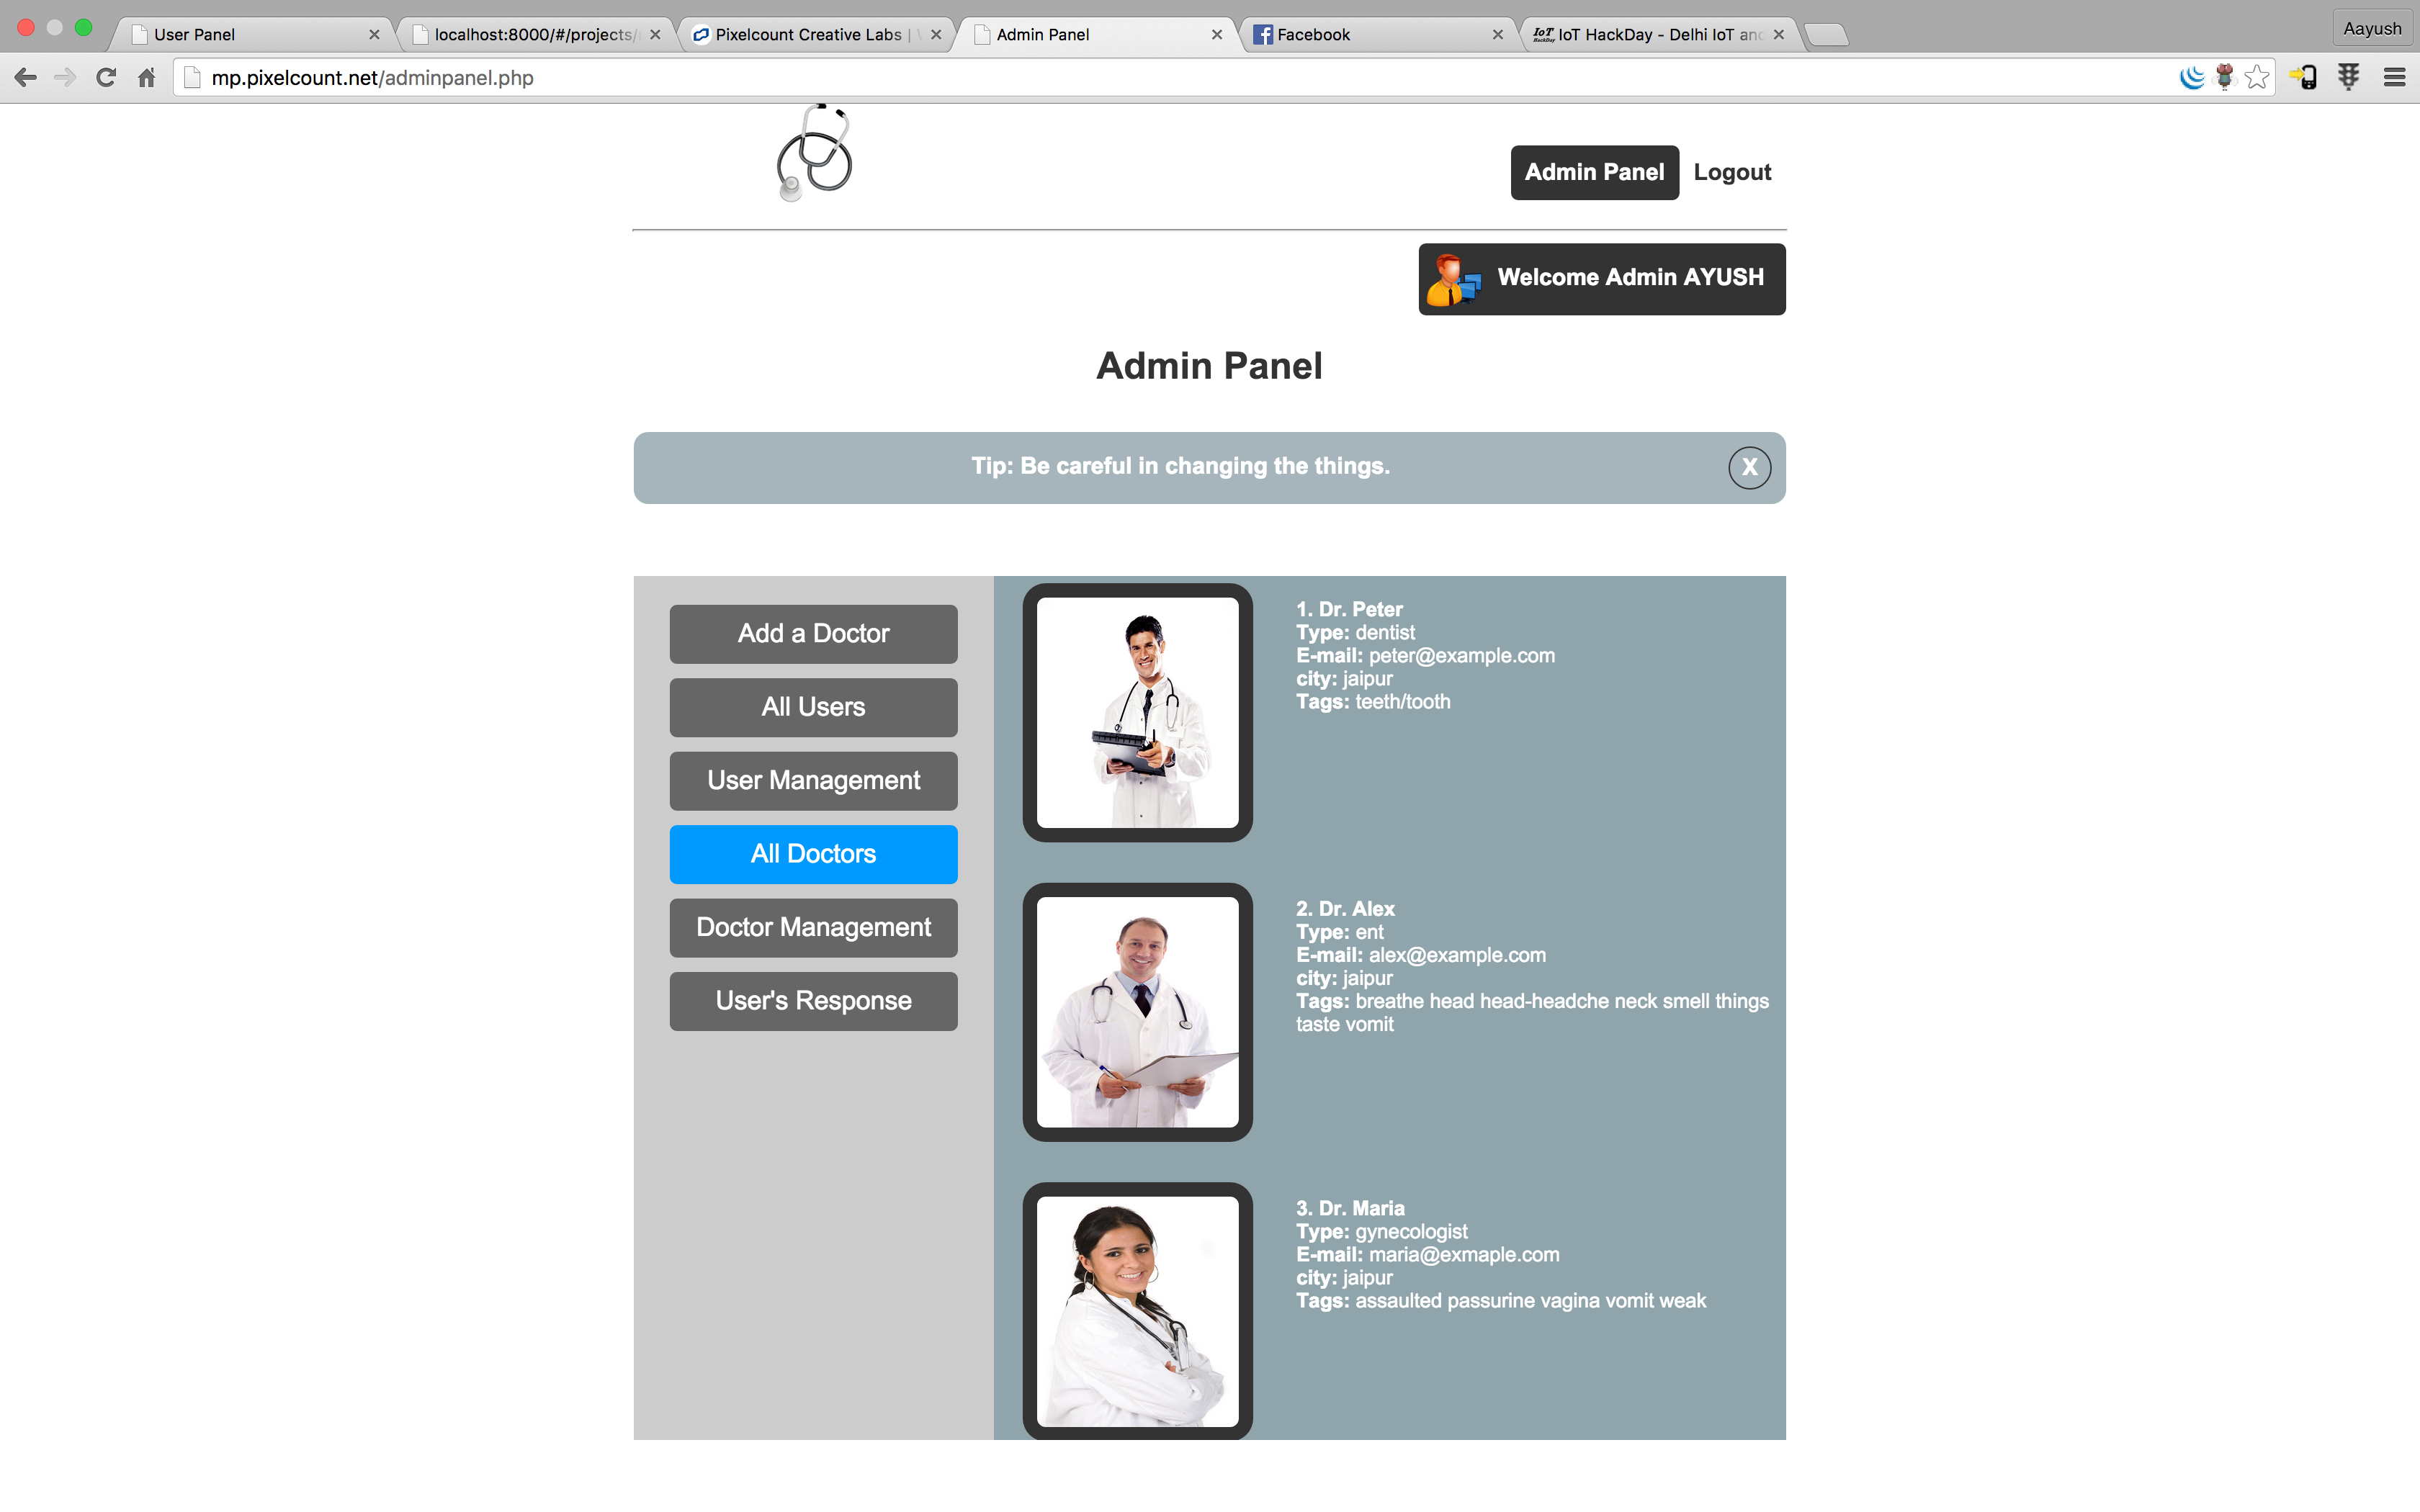 User Panel
localhost:8000/#/projects/
Pixelcount Creative Labs |
Admin Panel
Facebook
IoT HackDay IoT HackDay - Delhi IoT and
Aayush
mp.pixelcount.net/adminpanel.php
Admin Panel Logout
Welcome Admin AYUSH
Admin Panel
Tip: Be careful in changing the things.
X
Add a Doctor
All Users
User Management
All Doctors
Doctor Management
User's Response
1. Dr. Peter
Type: dentist
E-mail: peter@example.com
city: jaipur
Tags: teeth/tooth
2. Dr. Alex
Type: ent
E-mail: alex@example.com
city: jaipur
Tags: breathe head head-headche neck smell things
taste vomit
3. Dr. Maria
Type: gynecologist
E-mail: maria@exmaple.com
city: jaipur
Tags: assaulted passurine vagina vomit weak